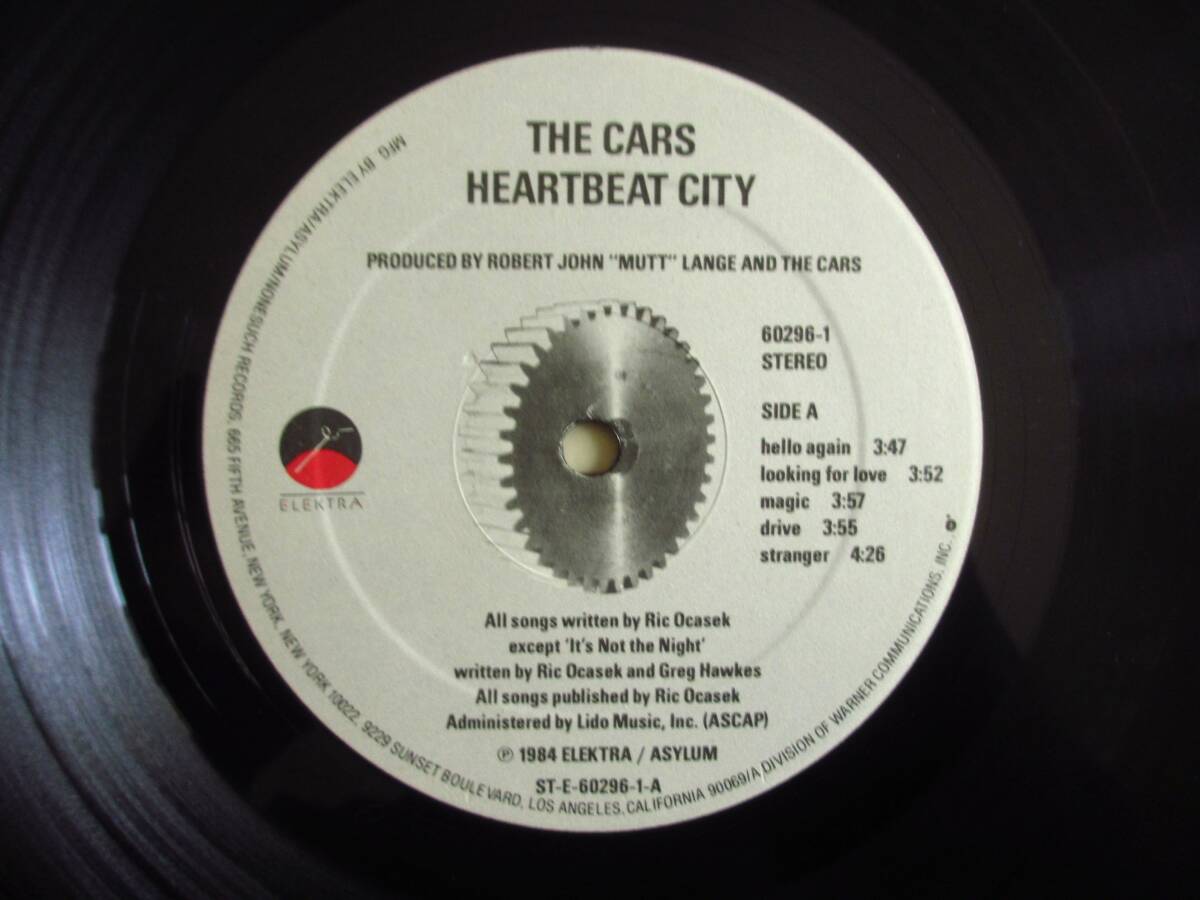 THE CARS
HEARTBEAT CITY
PRODUCED BY ROBERT JOHN "MUTT" LANGE AND THE CARS
60296-1
STEREO
SIDE A
hello again 3:47
looking for love 3:52
magic 3:57
drive 3:55
stranger 4:26
ELEKTRA
All songs written by Ric Ocasek
except 'It's Not the Night'
written by Ric Ocasek and Greg Hawkes
All songs published by Ric Ocasek
Administered by Lido Music, Inc. (ASCAP)
℗ 1984 ELEKTRA / ASYLUM
ST-E-60296-1-A
MFG. BY ELEKTRA/ASYLUM/NONESUCH RECORDS, 665 FIFTH AVENUE, NEW YORK, NEW YORK 10022. 9229 SUNSET BOULEVARD, LOS ANGELES, CALIFORNIA 90069/A DIVISION OF WARNER COMMUNICATIONS, INC.